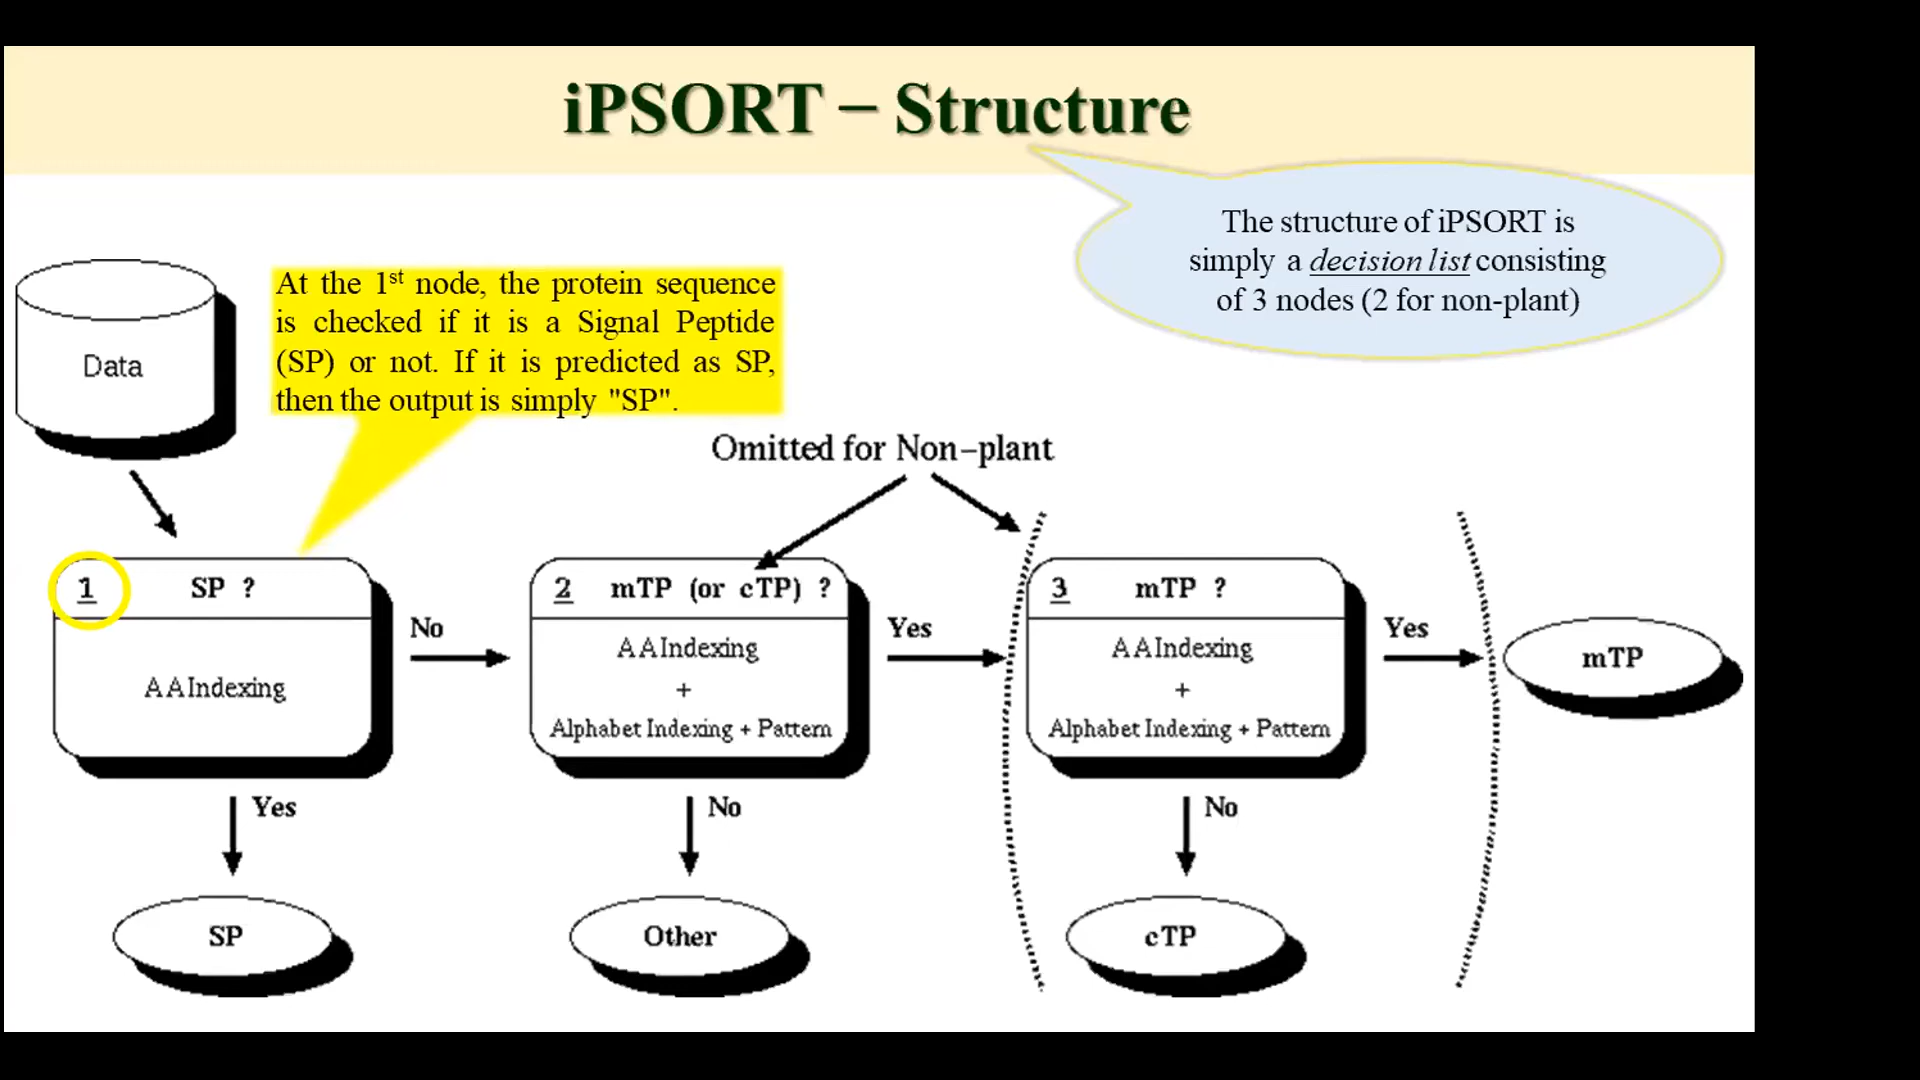 iPSORT – Structure
The structure of iPSORT is
simply a decision list consisting
of 3 nodes (2 for non-plant)
At the 1st node, the protein sequence
is checked if it is a Signal Peptide
(SP) or not. If it is predicted as SP,
then the output is simply "SP".
Data
Omitted for Non-plant
1 SP ?
AAIndexing
No
2 mTP (or cTP) ?
AAIndexing
+
Alphabet Indexing + Pattern
Yes
3 mTP ?
AAIndexing
+
Alphabet Indexing + Pattern
Yes
mTP
Yes
No
No
SP
Other
cTP